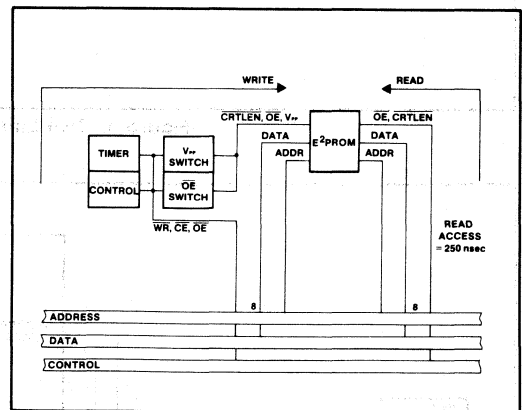 WRITE
READ
CRTLEN, OE, VPP
OE, CRTLEN
DATA
DATA
E2PROM
ADDR
ADDR
TIMER
VPP
SWITCH
CONTROL
OE
SWITCH
WR, CE, OE
READ
ACCESS
= 250 nsec
8
8
ADDRESS
DATA
CONTROL